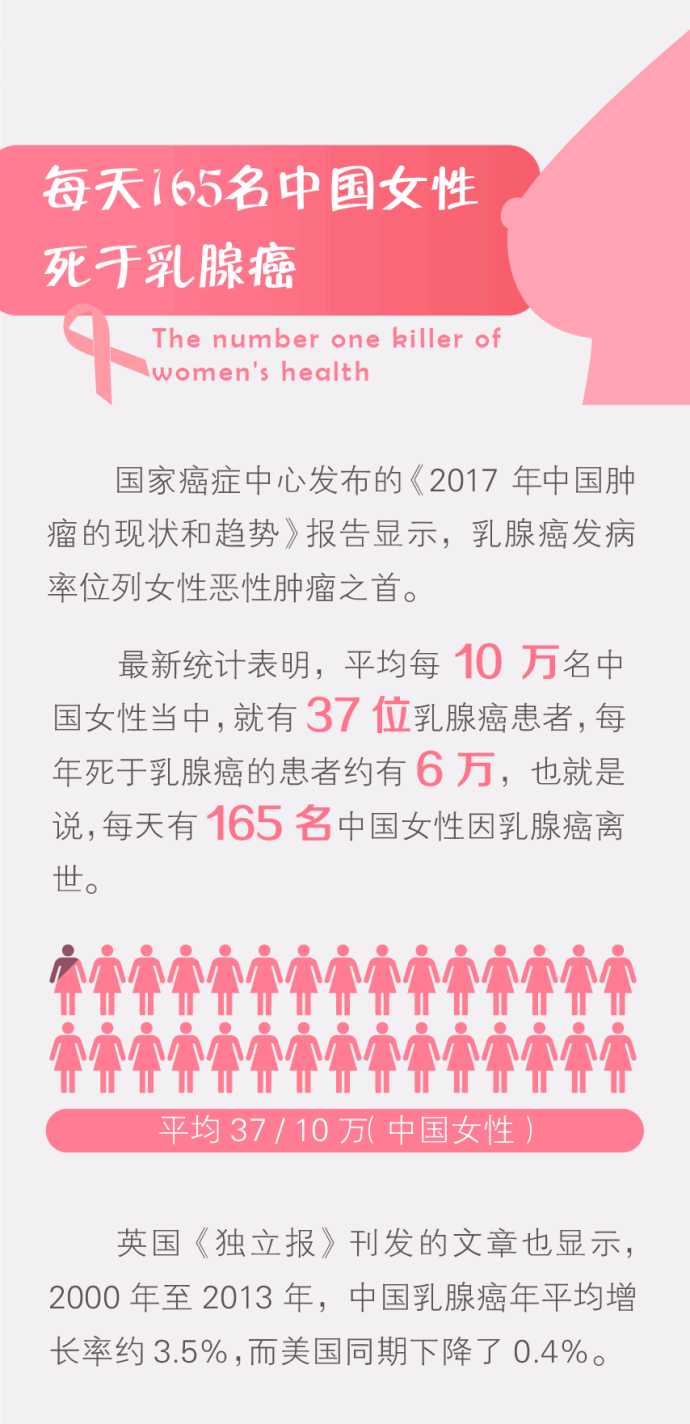 每天165名中国女性
死于乳腺癌
The number one killer of
women's health
国家癌症中心发布的《2017 年中国肿
瘤的现状和趋势》报告显示，乳腺癌发病
率位列女性恶性肿瘤之首。
最新统计表明，平均每 10 万名中
国女性当中，就有 37 位乳腺癌患者，每
年死于乳腺癌的患者约有 6 万，也就是
说，每天有 165 名中国女性因乳腺癌离
世。
平均 37 / 10 万( 中国女性 )
英国《独立报》刊发的文章也显示，
2000 年至 2013 年，中国乳腺癌年平均增
长率约 3.5%，而美国同期下降了 0.4%。